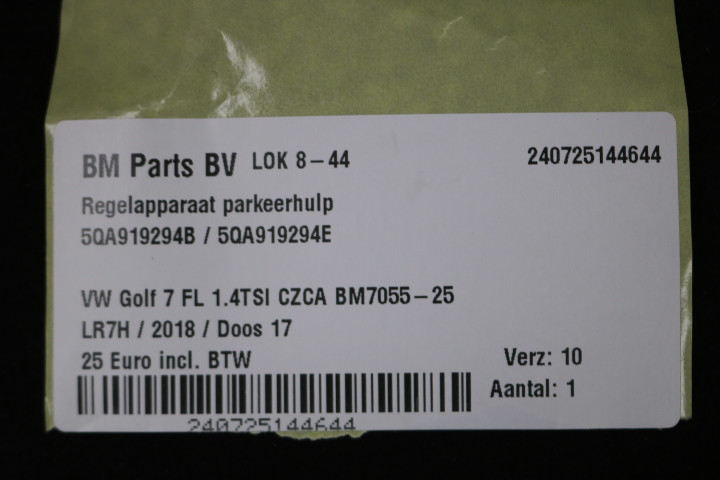 BM Parts BV LOK 8-44 240725144644
Regelapparaat parkeerhulp
5QA919294B / 5QA919294E
VW Golf 7 FL 1.4TSI CZCA BM7055-25
LR7H / 2018 / Doos 17
25 Euro incl. BTW Verz: 10
Aantal: 1
240725144644